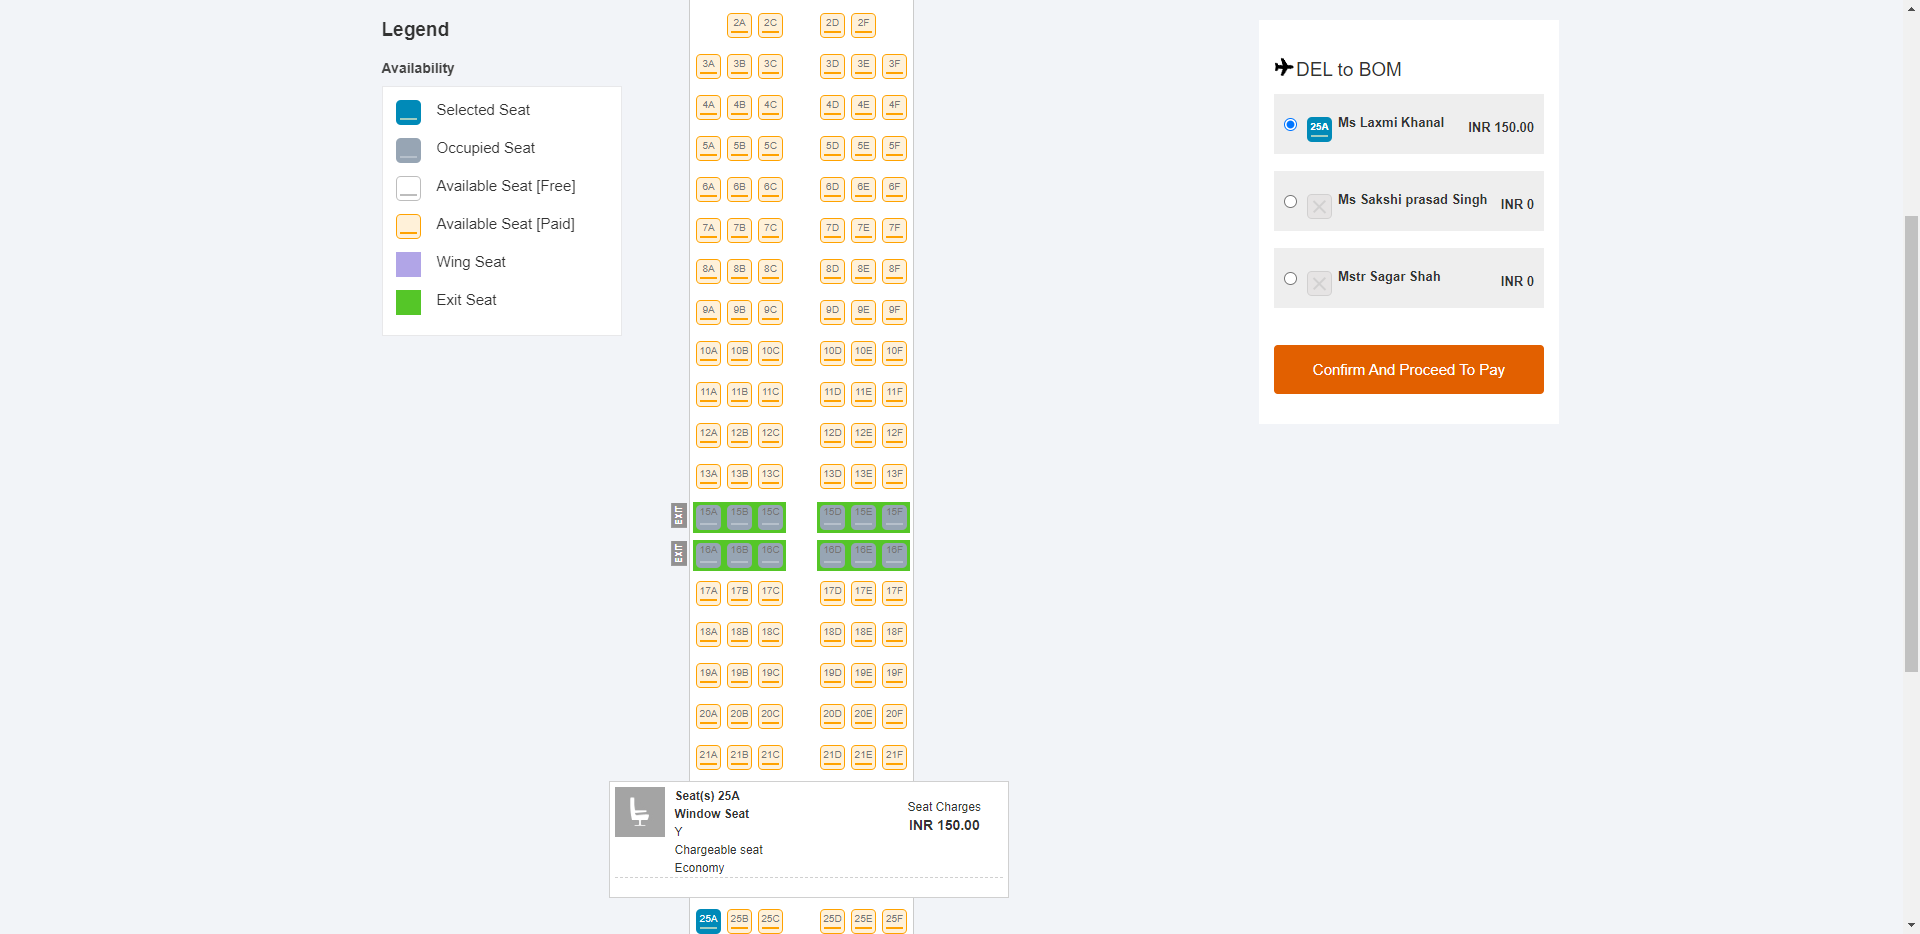 Legend
Availability
Selected Seat
Occupied Seat
Available Seat [Free]
Available Seat [Paid]
Wing Seat
Exit Seat
2A 2C 2D 2F
3A 3B 3C 3D 3E 3F
4A 4B 4C 4D 4E 4F
5A 5B 5C 5D 5E 5F
6A 6B 6C 6D 6E 6F
7A 7B 7C 7D 7E 7F
8A 8B 8C 8D 8E 8F
9A 9B 9C 9D 9E 9F
10A 10B 10C 10D 10E 10F
11A 11B 11C 11D 11E 11F
12A 12B 12C 12D 12E 12F
13A 13B 13C 13D 13E 13F
EXIT 15A 15B 15C 15D 15E 15F
EXIT 16A 16B 16C 16D 16E 16F
17A 17B 17C 17D 17E 17F
18A 18B 18C 18D 18E 18F
19A 19B 19C 19D 19E 19F
20A 20B 20C 20D 20E 20F
21A 21B 21C 21D 21E 21F
Seat(s) 25A
Window Seat
Y
Chargeable seat
Economy
Seat Charges
INR 150.00
25A 25B 25C 25D 25E 25F
DEL to BOM
25A Ms Laxmi Khanal INR 150.00
Ms Sakshi prasad Singh INR 0
Mstr Sagar Shah INR 0
Confirm And Proceed To Pay